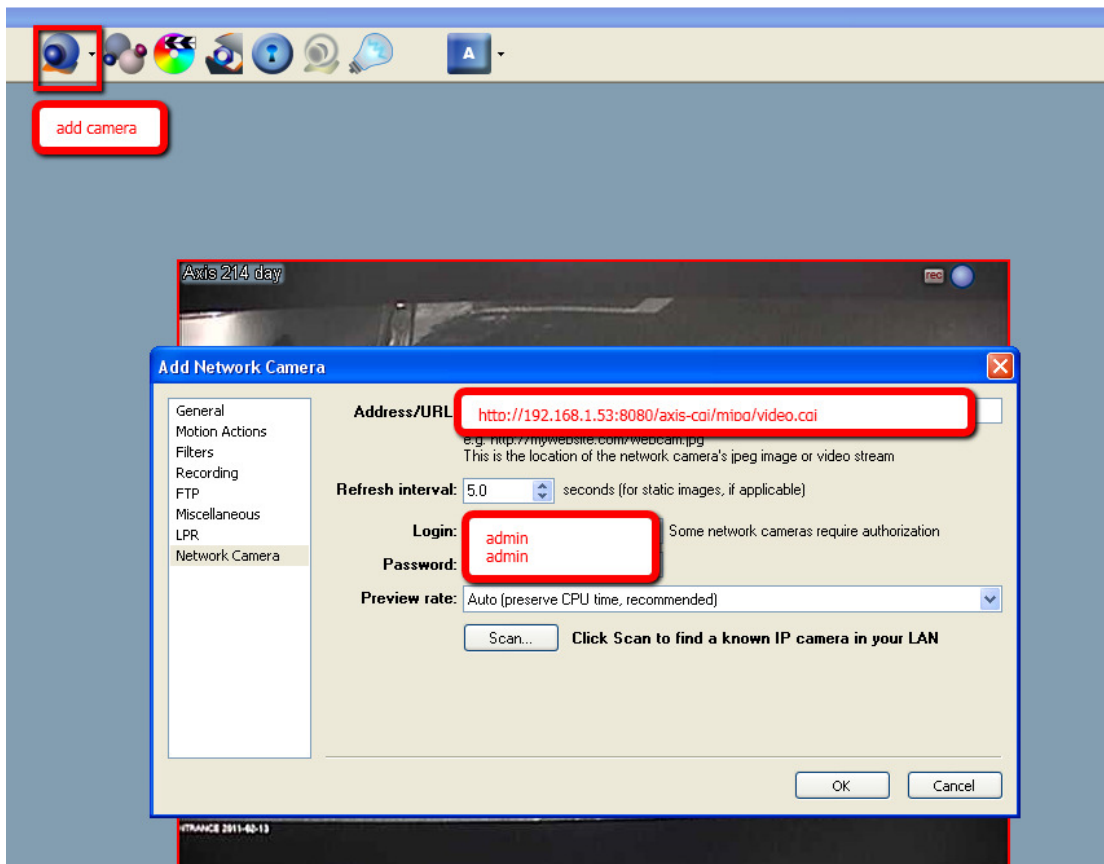 A
add camera
Axis 214 day
rec
Add Network Camera
General
Motion Actions
Filters
Recording
FTP
Miscellaneous
LPR
Network Camera
Address/URL
http://192.168.1.53:8080/axis-cgi/mjpg/video.cgi
e.g. http://mywebsite.com/webcam.jpg
This is the location of the network camera's jpeg image or video stream
Refresh interval: 5.0 seconds (for static images, if applicable)
Login: admin Some network cameras require authorization
Password: admin
Preview rate: Auto (preserve CPU time, recommended)
Scan... Click Scan to find a known IP camera in your LAN
OK Cancel
NTRANCE 2011-02-13